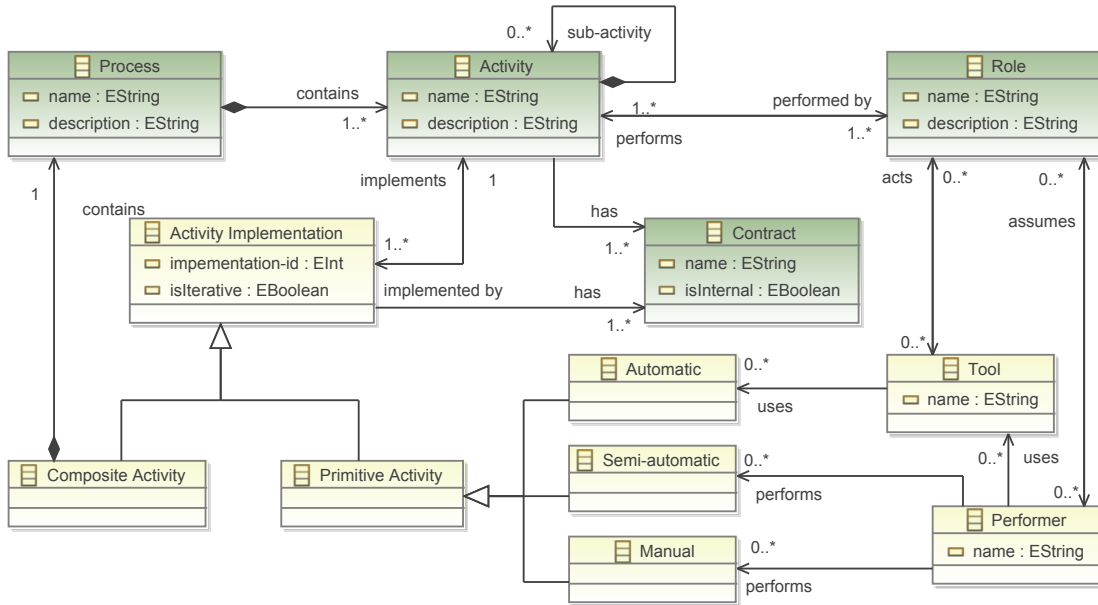 0..*
sub-activity
Process
name : EString
description : EString
contains
1..*
Activity
name : EString
description : EString
1..*
performs
performed by
1..*
Role
name : EString
description : EString
1
contains
implements
1
acts
0..*
0..*
assumes
Activity Implementation
impementation-id : EInt
isIterative : EBoolean
1..*
implemented by
has
1..*
has
1..*
Contract
name : EString
isInternal : EBoolean
0..*
Automatic
0..*
uses
Tool
name : EString
Composite Activity
Primitive Activity
Semi-automatic
0..*
performs
0..*
uses
0..*
Manual
0..*
performs
Performer
name : EString